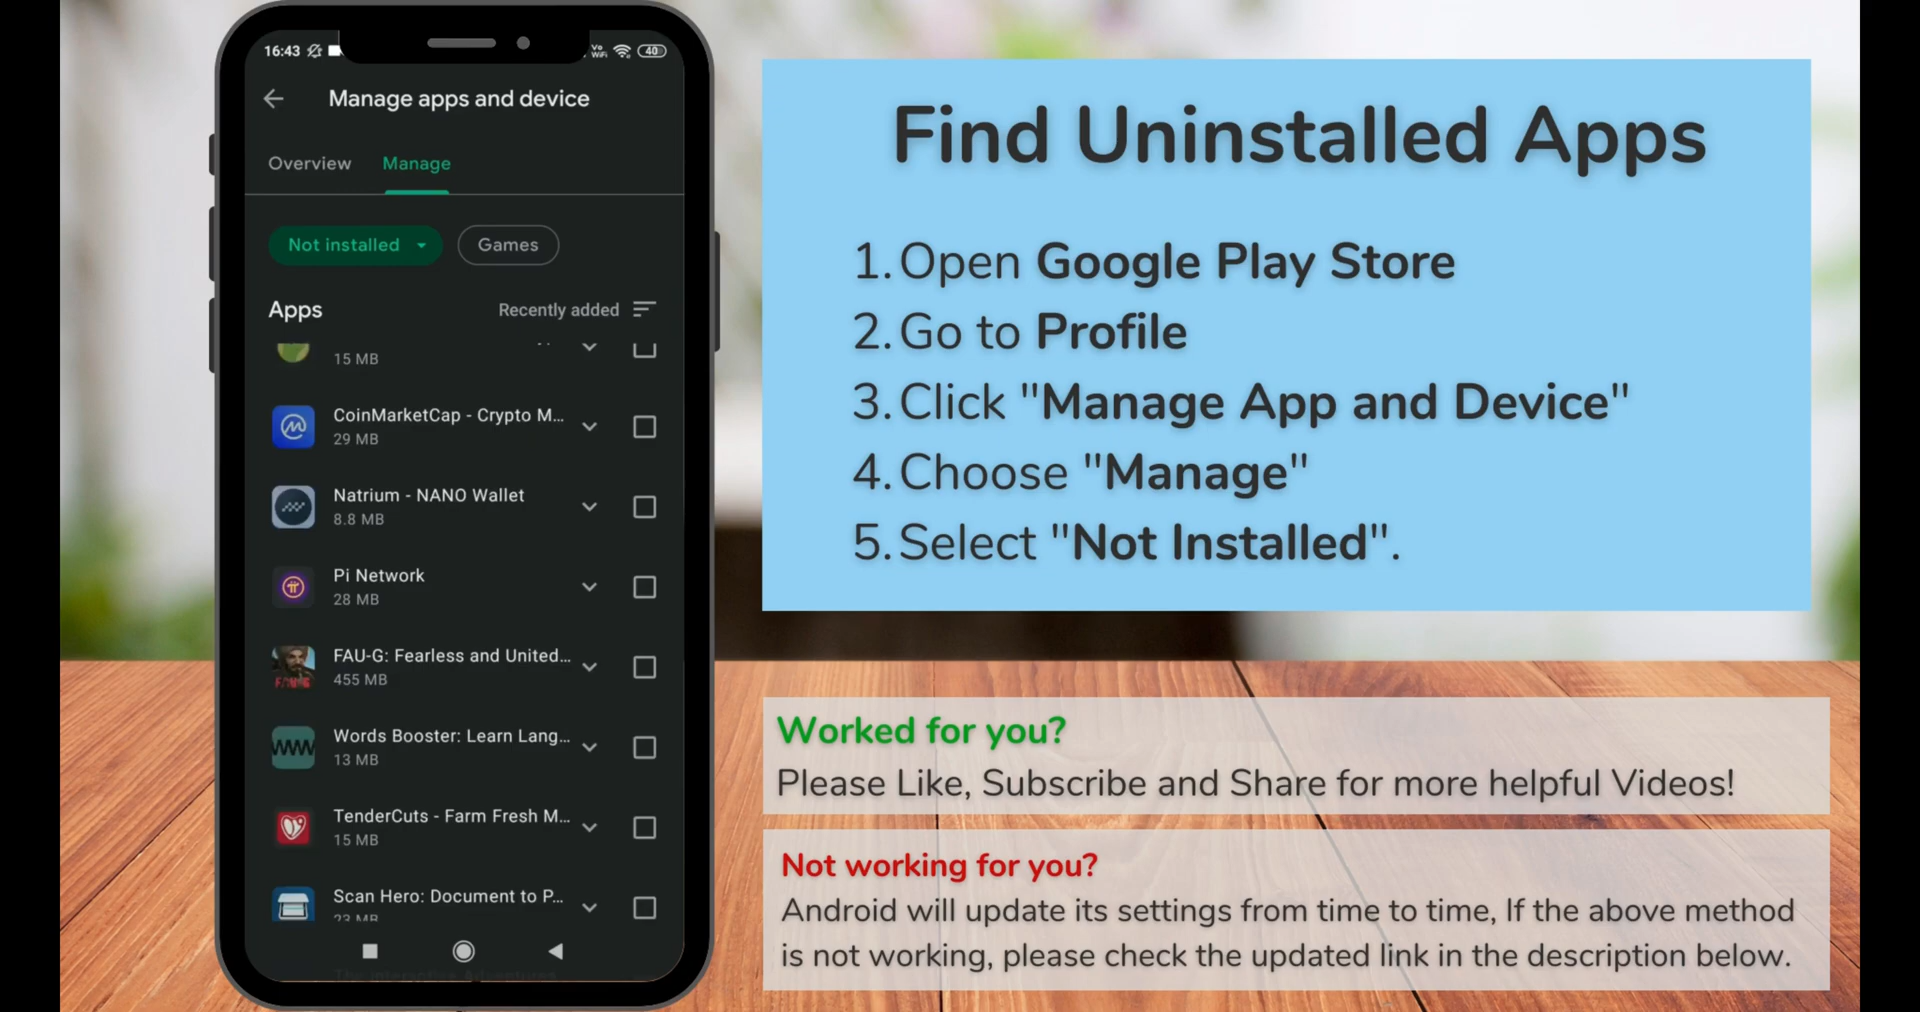 16:43
Vo
WiFi
40
Manage apps and device
Overview
Manage
Not installed
Games
Apps
Recently added
15 MB
CoinMarketCap - Crypto M...
29 MB
Natrium - NANO Wallet
8.8 MB
Pi Network
28 MB
FAU-G: Fearless and United...
455 MB
Words Booster: Learn Lang...
13 MB
TenderCuts - Farm Fresh M...
15 MB
Scan Hero: Document to P...
23 MB
Find Uninstalled Apps
1. Open Google Play Store
2. Go to Profile
3. Click "Manage App and Device"
4. Choose "Manage"
5. Select "Not Installed".
Worked for you?
Please Like, Subscribe and Share for more helpful Videos!
Not working for you?
Android will update its settings from time to time, If the above method
is not working, please check the updated link in the description below.